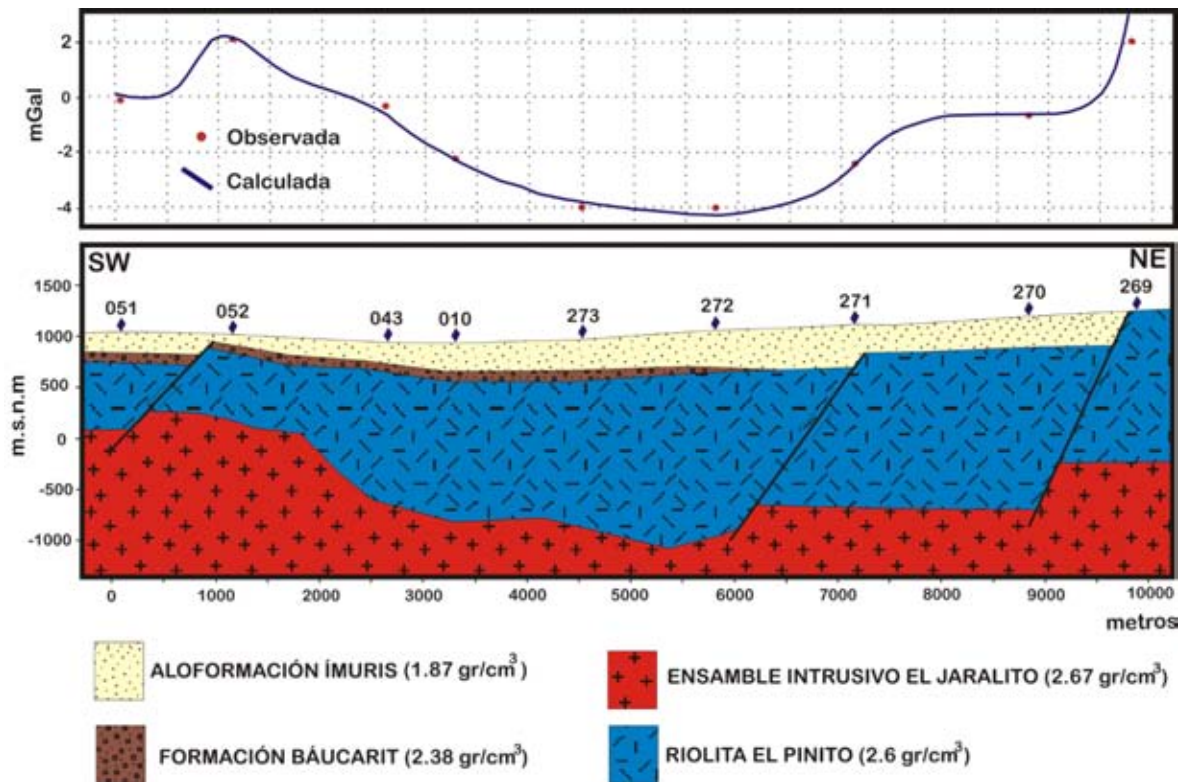 2
0
-2
-4
mGal
Observada
Calculada
SW
NE
1500
1000
500
0
-500
-1000
m.s.n.m
051
052
043
010
273
272
271
270
269
0
1000
2000
3000
4000
5000
6000
7000
8000
9000
10000
metros
ALOFORMACIÓN ÍMURIS (1.87 gr/cm³)
ENSAMBLE INTRUSIVO EL JARALITO (2.67 gr/cm³)
FORMACIÓN BÁUCARIT (2.38 gr/cm³)
RIOLITA EL PINITO (2.6 gr/cm³)